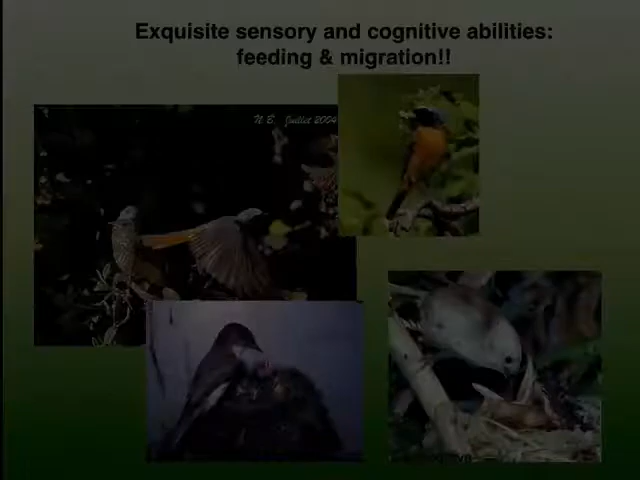 Exquisite sensory and cognitive abilities:
feeding & migration!!
N.B. Juillet 2004